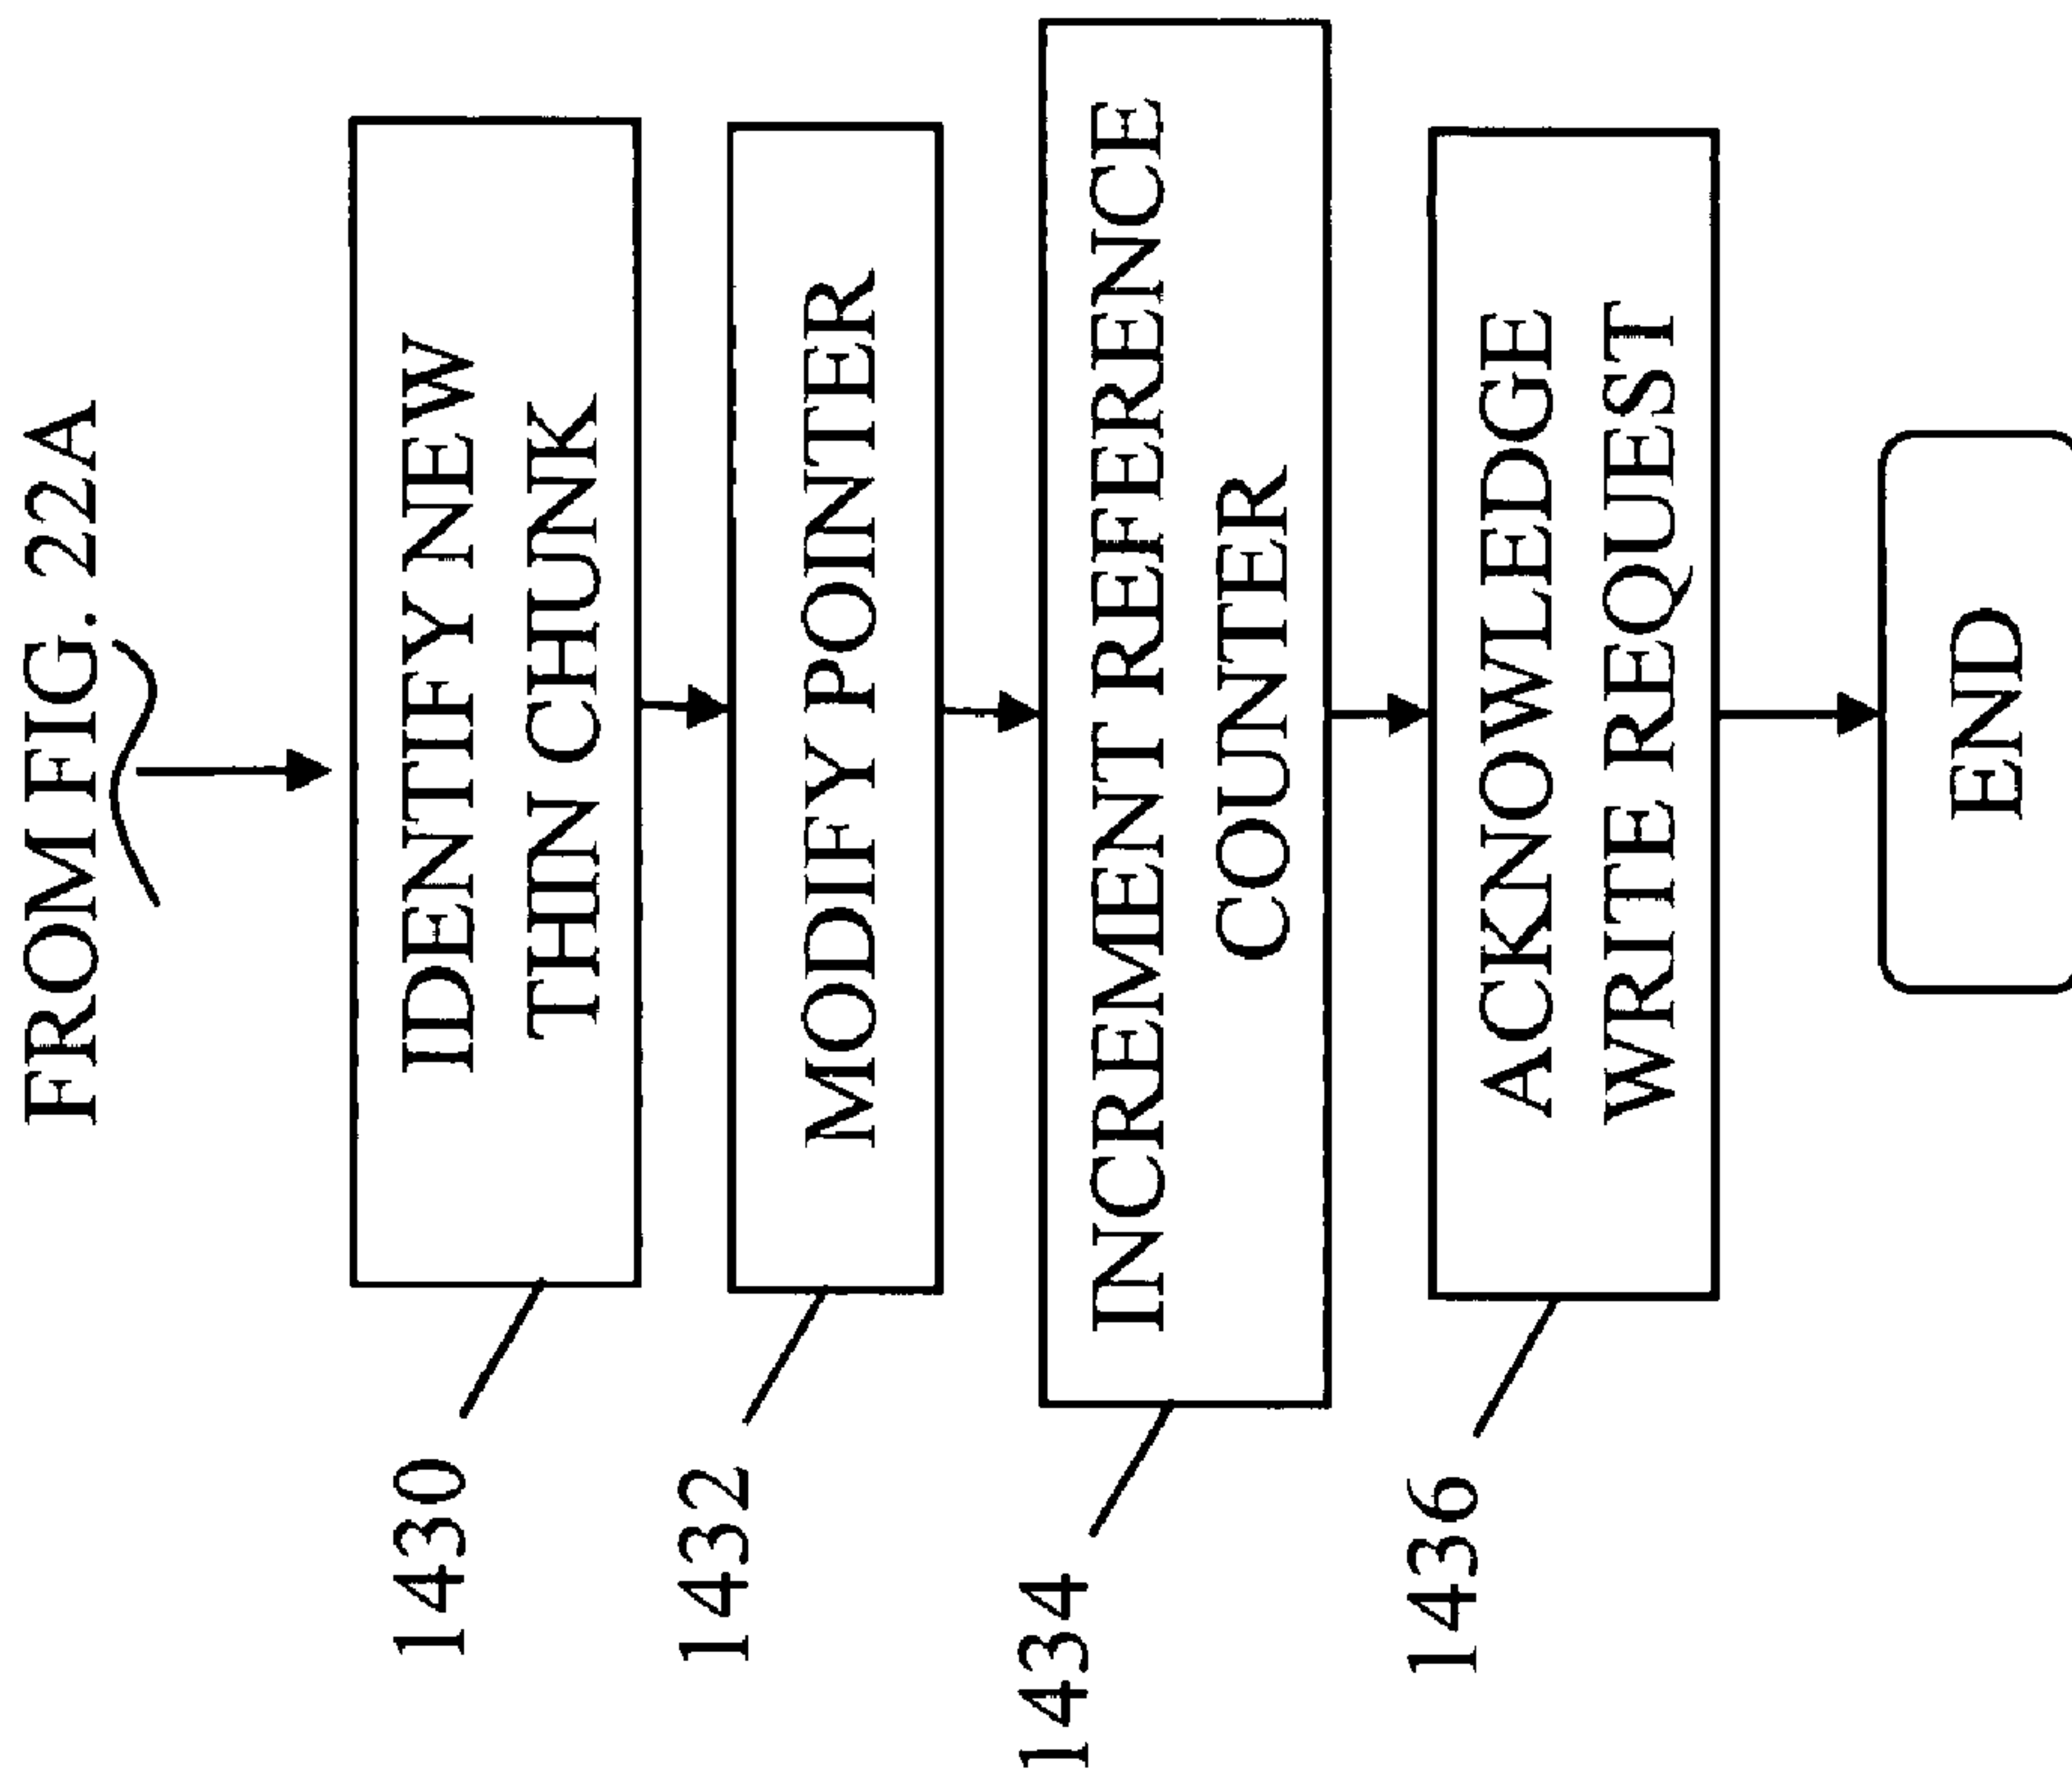 FROM FIG. 22A
IDENTIFY NEW
THIN CHUNK
1430
MODIFY POINTER
1432
INCREMENT REFERENCE
COUNTER
1434
ACKNOWLEDGE
WRITE REQUEST
1436
END